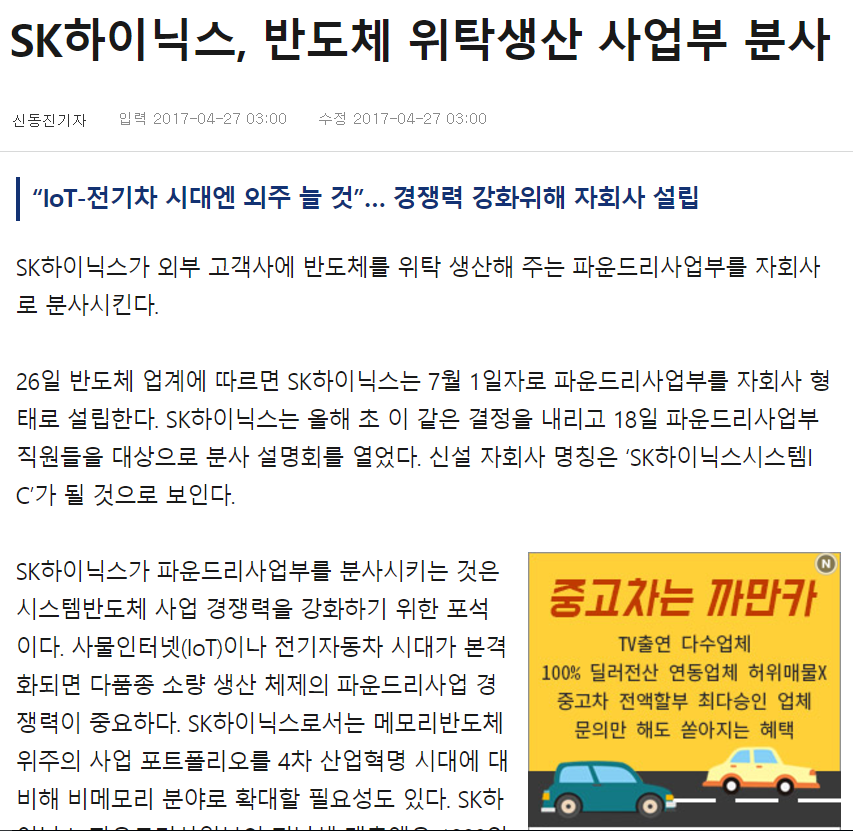 SK하이닉스, 반도체 위탁생산 사업부 분사
신동진기자 입력 2017-04-27 03:00 수정 2017-04-27 03:00
“IoT-전기차 시대엔 외주 늘 것”… 경쟁력 강화위해 자회사 설립
SK하이닉스가 외부 고객사에 반도체를 위탁 생산해 주는 파운드리사업부를 자회사
로 분사시킨다.
26일 반도체 업계에 따르면 SK하이닉스는 7월 1일자로 파운드리사업부를 자회사 형
태로 설립한다. SK하이닉스는 올해 초 이 같은 결정을 내리고 18일 파운드리사업부
직원들을 대상으로 분사 설명회를 열었다. 신설 자회사 명칭은 ‘SK하이닉스시스템I
C’가 될 것으로 보인다.
SK하이닉스가 파운드리사업부를 분사시키는 것은
시스템반도체 사업 경쟁력을 강화하기 위한 포석
이다. 사물인터넷(IoT)이나 전기자동차 시대가 본격
화되면 다품종 소량 생산 체제의 파운드리사업 경
쟁력이 중요하다. SK하이닉스로서는 메모리반도체
위주의 사업 포트폴리오를 4차 산업혁명 시대에 대
비해 비메모리 분야로 확대할 필요성도 있다. SK하
N
중고차는 까만카
TV출연 다수업체
100% 딜러전산 연동업체 허위매물X
중고차 전액할부 최다승인 업체
문의만 해도 쏟아지는 혜택